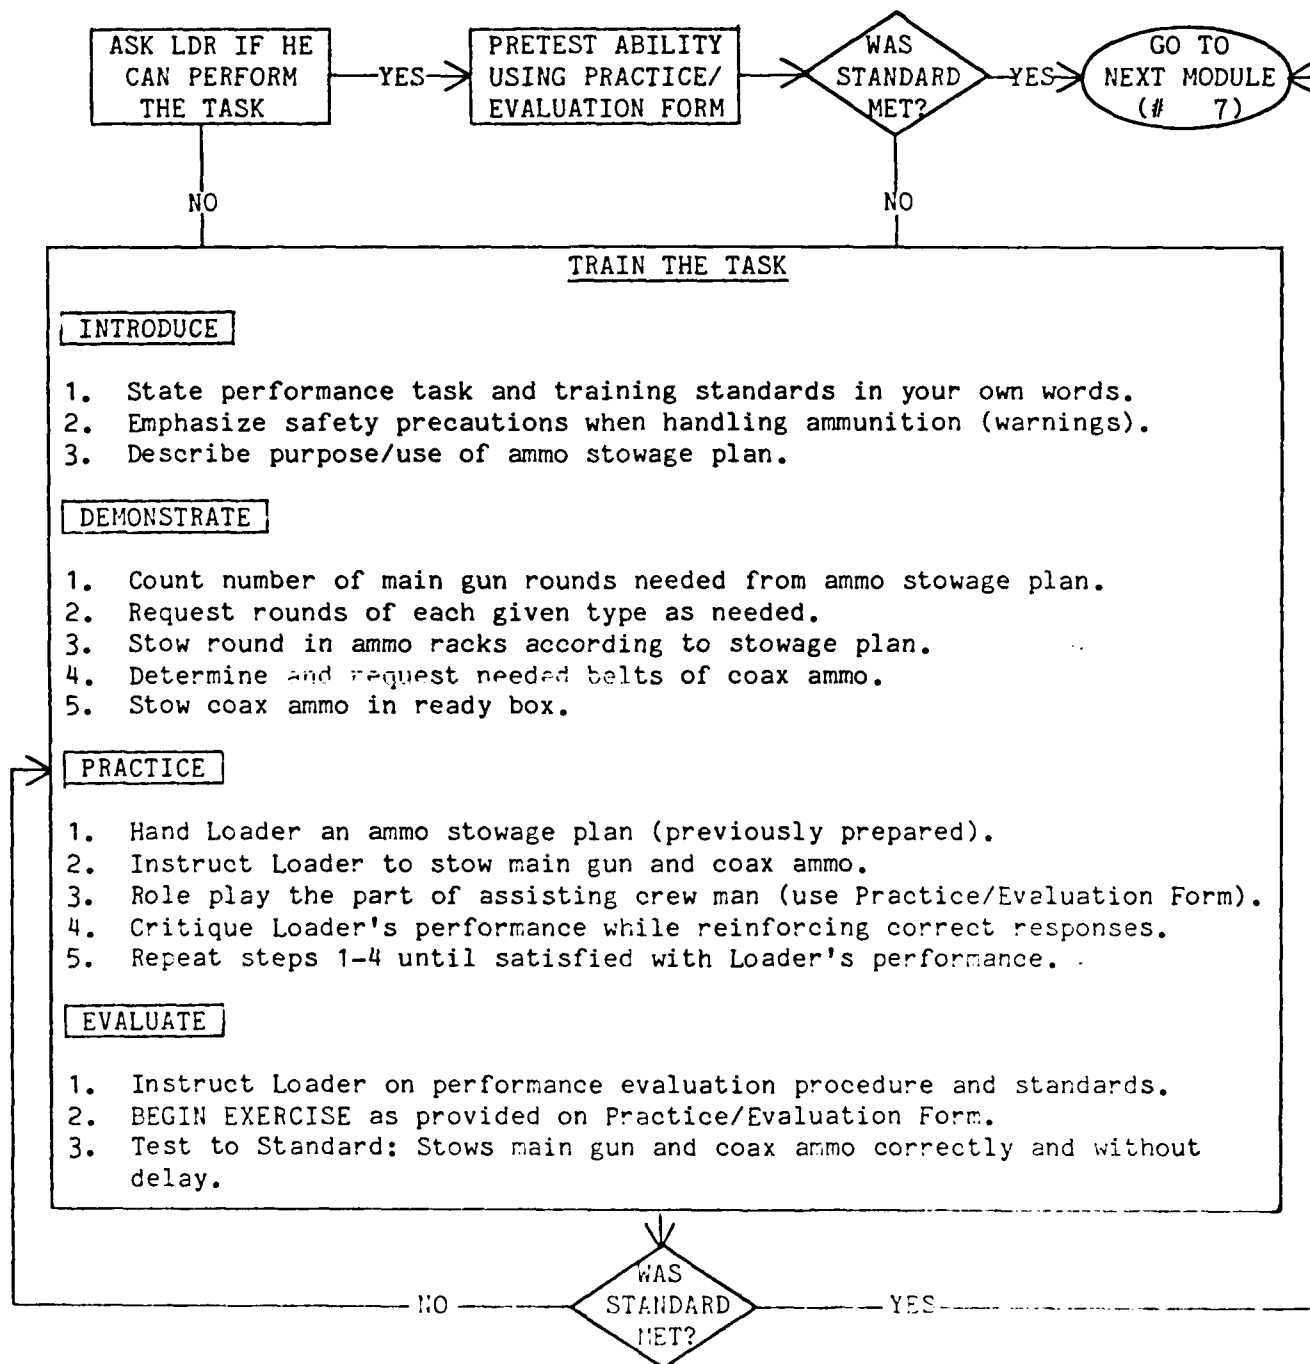 ASK LDR IF HE
CAN PERFORM
THE TASK
YES
PRETEST ABILITY
USING PRACTICE/
EVALUATION FORM
WAS
STANDARD
MET?
YES
GO TO
NEXT MODULE
(# 7)
NO
NO
TRAIN THE TASK
INTRODUCE
1. State performance task and training standards in your own words.
2. Emphasize safety precautions when handling ammunition (warnings).
3. Describe purpose/use of ammo stowage plan.
DEMONSTRATE
1. Count number of main gun rounds needed from ammo stowage plan.
2. Request rounds of each given type as needed.
3. Stow round in ammo racks according to stowage plan.
4. Determine and request needed belts of coax ammo.
5. Stow coax ammo in ready box.
PRACTICE
1. Hand Loader an ammo stowage plan (previously prepared).
2. Instruct Loader to stow main gun and coax ammo.
3. Role play the part of assisting crew man (use Practice/Evaluation Form).
4. Critique Loader's performance while reinforcing correct responses.
5. Repeat steps 1-4 until satisfied with Loader's performance.
EVALUATE
1. Instruct Loader on performance evaluation procedure and standards.
2. BEGIN EXERCISE as provided on Practice/Evaluation Form.
3. Test to Standard: Stows main gun and coax ammo correctly and without
delay.
WAS
STANDARD
MET?
NO
YES